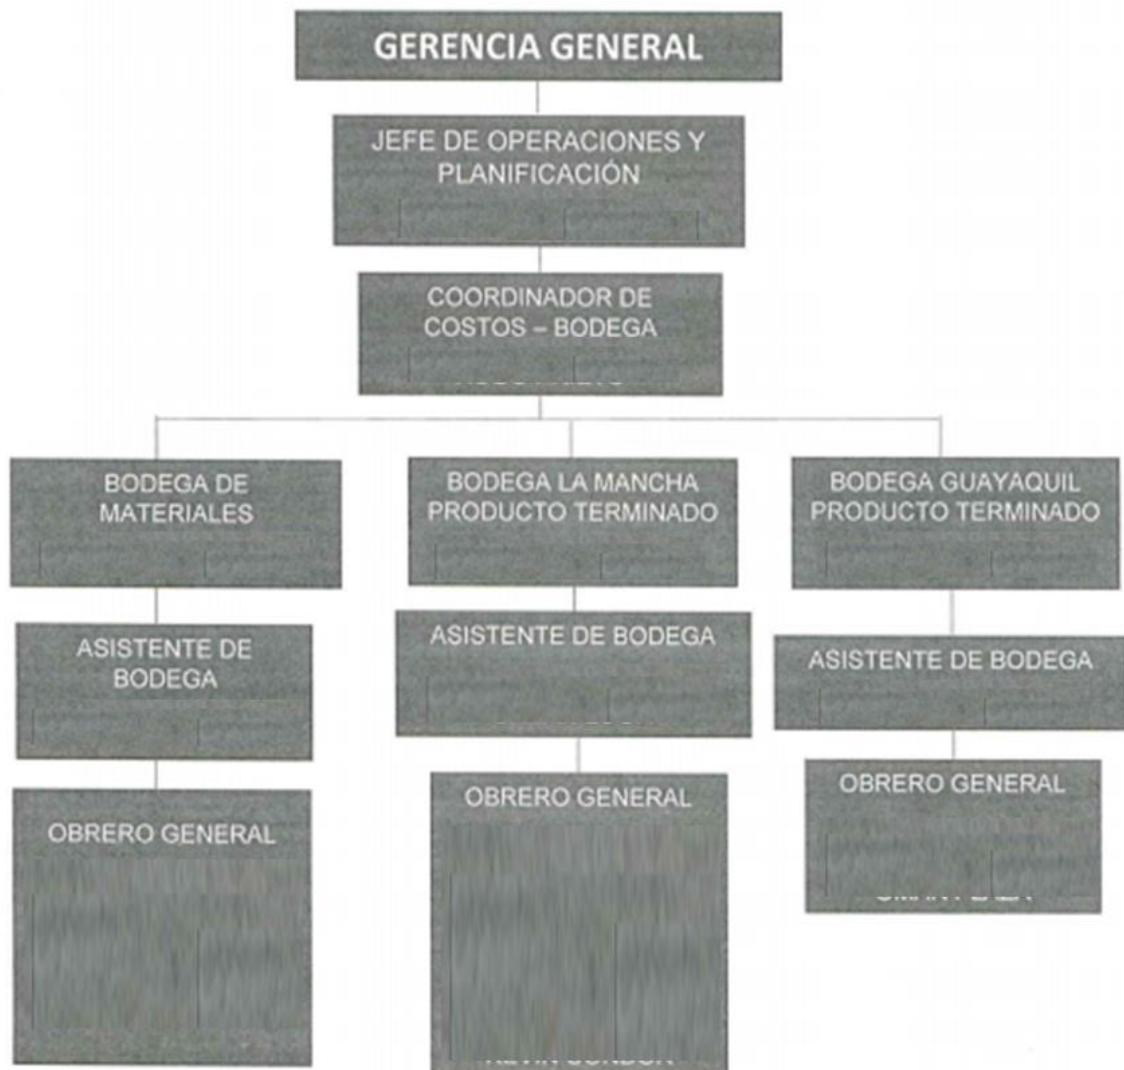 GERENCIA GENERAL
JEFE DE OPERACIONES Y
PLANIFICACIÓN
COORDINADOR DE
COSTOS – BODEGA
BODEGA DE
MATERIALES
BODEGA LA MANCHA
PRODUCTO TERMINADO
BODEGA GUAYAQUIL
PRODUCTO TERMINADO
ASISTENTE DE
BODEGA
ASISTENTE DE BODEGA
ASISTENTE DE BODEGA
OBRERO GENERAL
OBRERO GENERAL
OBRERO GENERAL